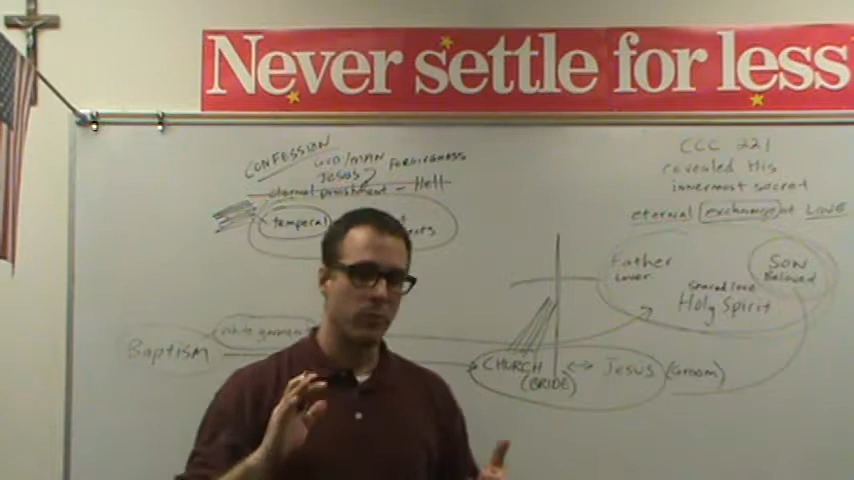 Never settle for less
CONFESSION
GOD/MAN
JESUS
FORGIVENESS
eternal punishment - Hell
temporal
CCC 221
revealed His
innermost secret
eternal exchange of LOVE
Father
Lover
Son
Beloved
shared love
Holy Spirit
white garment
Baptism
CHURCH
(BRIDE)
Jesus (Groom)